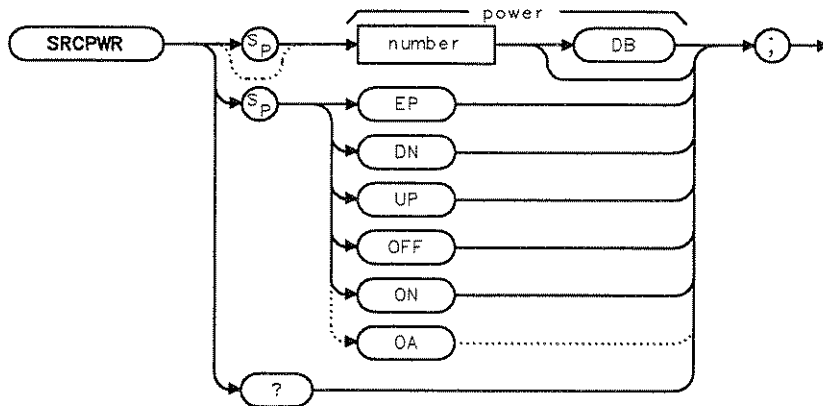 power
SRCPWR SP number DB ;
SP EP
DN
UP
OFF
ON
OA
?